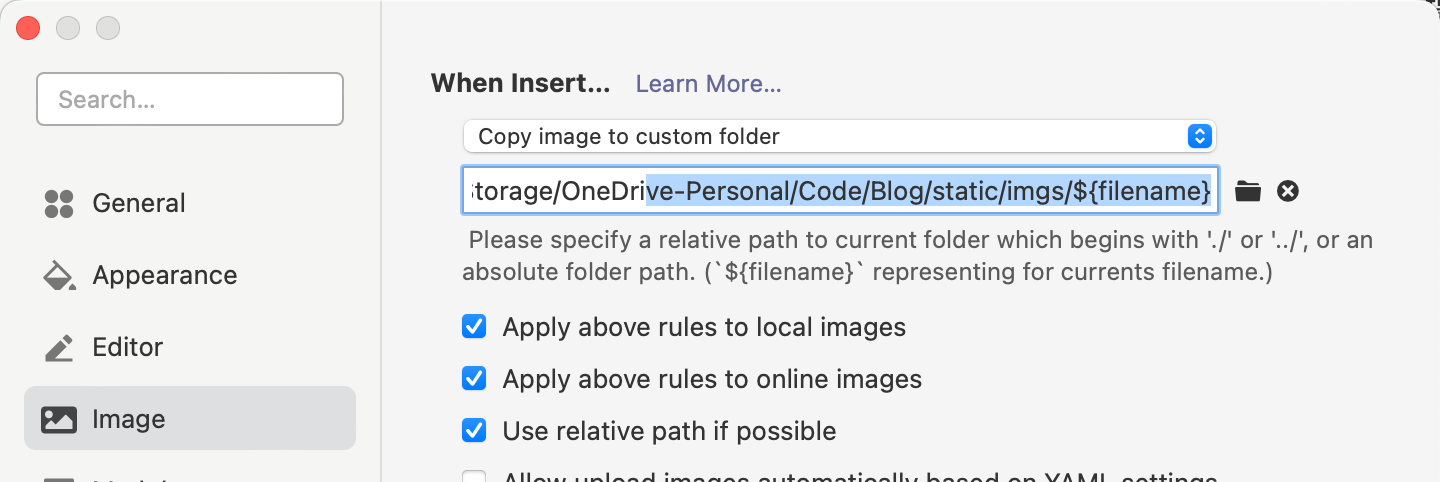 Search...
General
Appearance
Editor
Image
When Insert... Learn More...
Copy image to custom folder
Storage/OneDrive-Personal/Code/Blog/static/imgs/${filename}
Please specify a relative path to current folder which begins with './' or '../', or an
absolute folder path. (`${filename}` representing for currents filename.)
Apply above rules to local images
Apply above rules to online images
Use relative path if possible
Allow upload images automatically based on YAML settings